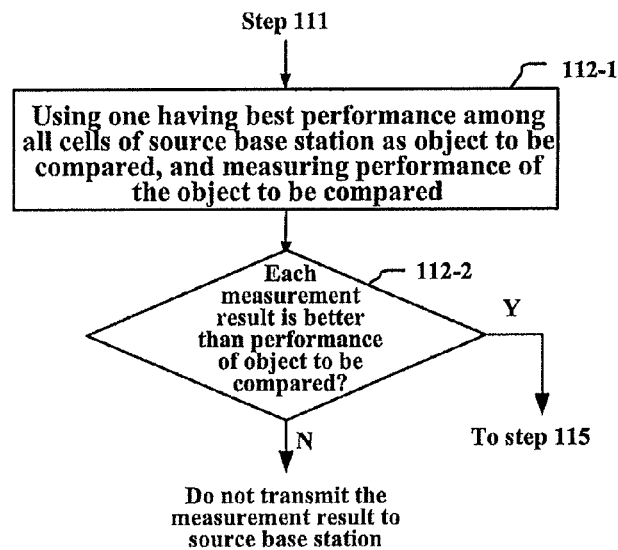 Step 111
112-1
Using one having best performance among
all cells of source base station as object to be
compared, and measuring performance of
the object to be compared
112-2
Each
measurement
result is better
than performance
of object to be
compared?
Y
N
To step 115
Do not transmit the
measurement result to
source base station